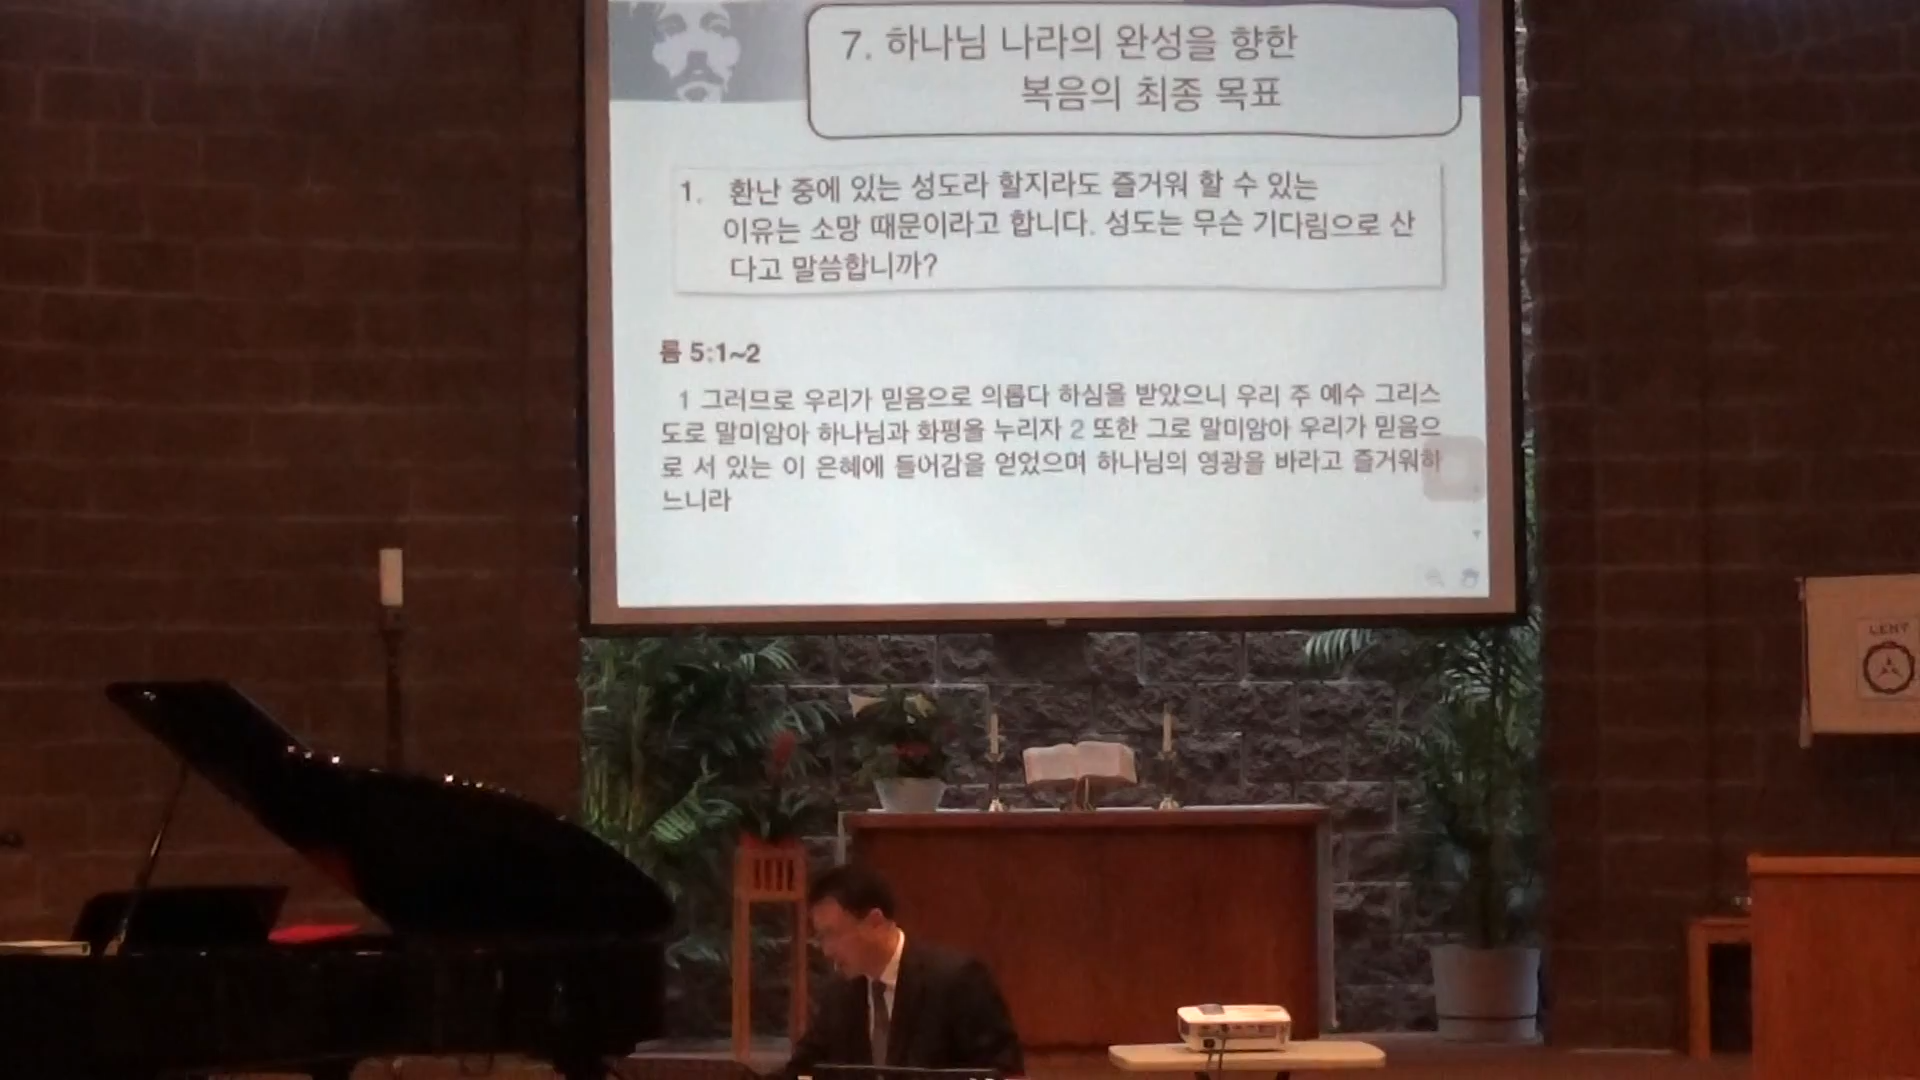 7. 하나님 나라의 완성을 향한
복음의 최종 목표
1. 환난 중에 있는 성도라 할지라도 즐거워 할 수 있는
이유는 소망 때문이라고 합니다. 성도는 무슨 기다림으로 산
다고 말씀합니까?
롬 5:1~2
1 그러므로 우리가 믿음으로 의롭다 하심을 받았으니 우리 주 예수 그리스
도로 말미암아 하나님과 화평을 누리자 2 또한 그로 말미암아 우리가 믿음으
로 서 있는 이 은혜에 들어감을 얻었으며 하나님의 영광을 바라고 즐거워하
느니라
LENT